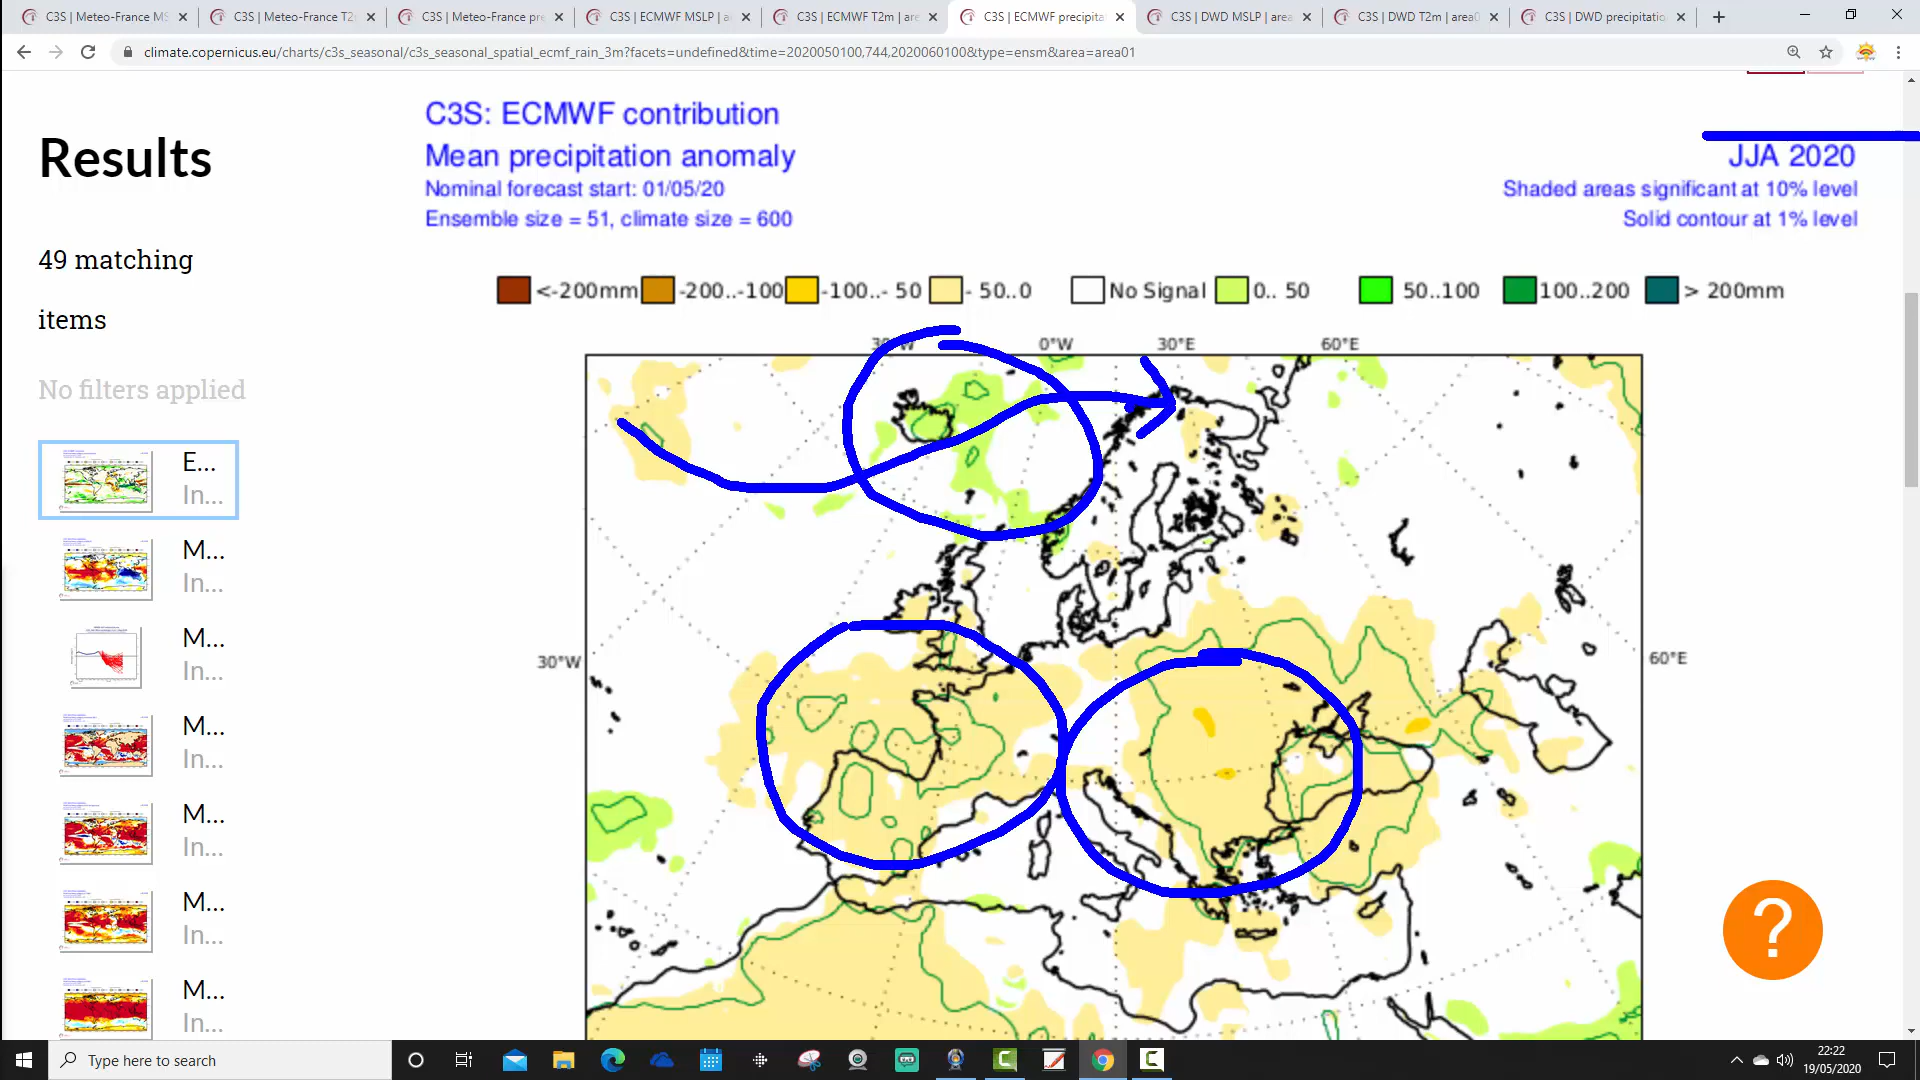 C3S | Meteo-France MS
C3S | Meteo-France T2
C3S | Meteo-France pre
C3S | ECMWF MSLP | a
C3S | ECMWF T2m | are
C3S | ECMWF precipita
C3S | DWD MSLP | area
C3S | DWD T2m | area0
C3S | DWD precipitatio
climate.copernicus.eu/charts/c3s_seasonal/c3s_seasonal_spatial_ecmf_rain_3m?facets=undefined&time=2020050100,744,2020060100&type=ensm&area=area01
Results
49 matching
items
No filters applied
E...
In...
M...
In...
M...
In...
M...
In...
M...
In...
M...
In...
M...
In...
C3S: ECMWF contribution
Mean precipitation anomaly
Nominal forecast start: 01/05/20
Ensemble size = 51, climate size = 600
JJA 2020
Shaded areas significant at 10% level
Solid contour at 1% level
<-200mm
-200..-100
-100..- 50
- 50..0
No Signal
0.. 50
50..100
100..200
> 200mm
0°W
30°E
60°E
30°W
60°E
?
Type here to search
22:22
19/05/2020